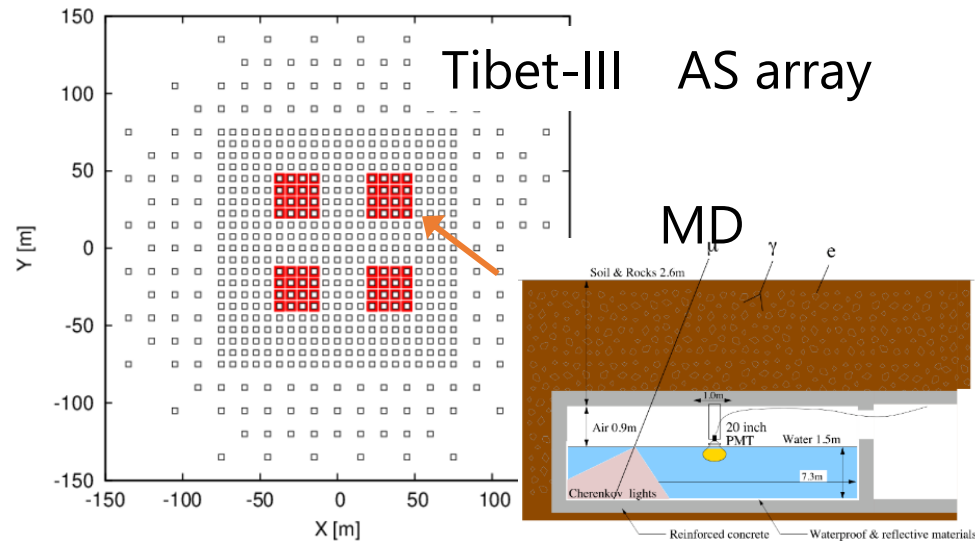 Tibet-III AS array
150
100
50
0
-50
-100
-150
Y [m]
-150
-100
-50
0
50
100
X [m]
MD
μ
γ
e
Soil & Rocks 2.6m
1.0m
Air 0.9m
20 inch
PMT
Water 1.5m
7.3m
Cherenkov lights
Reinforced concrete
Waterproof & reflective materials